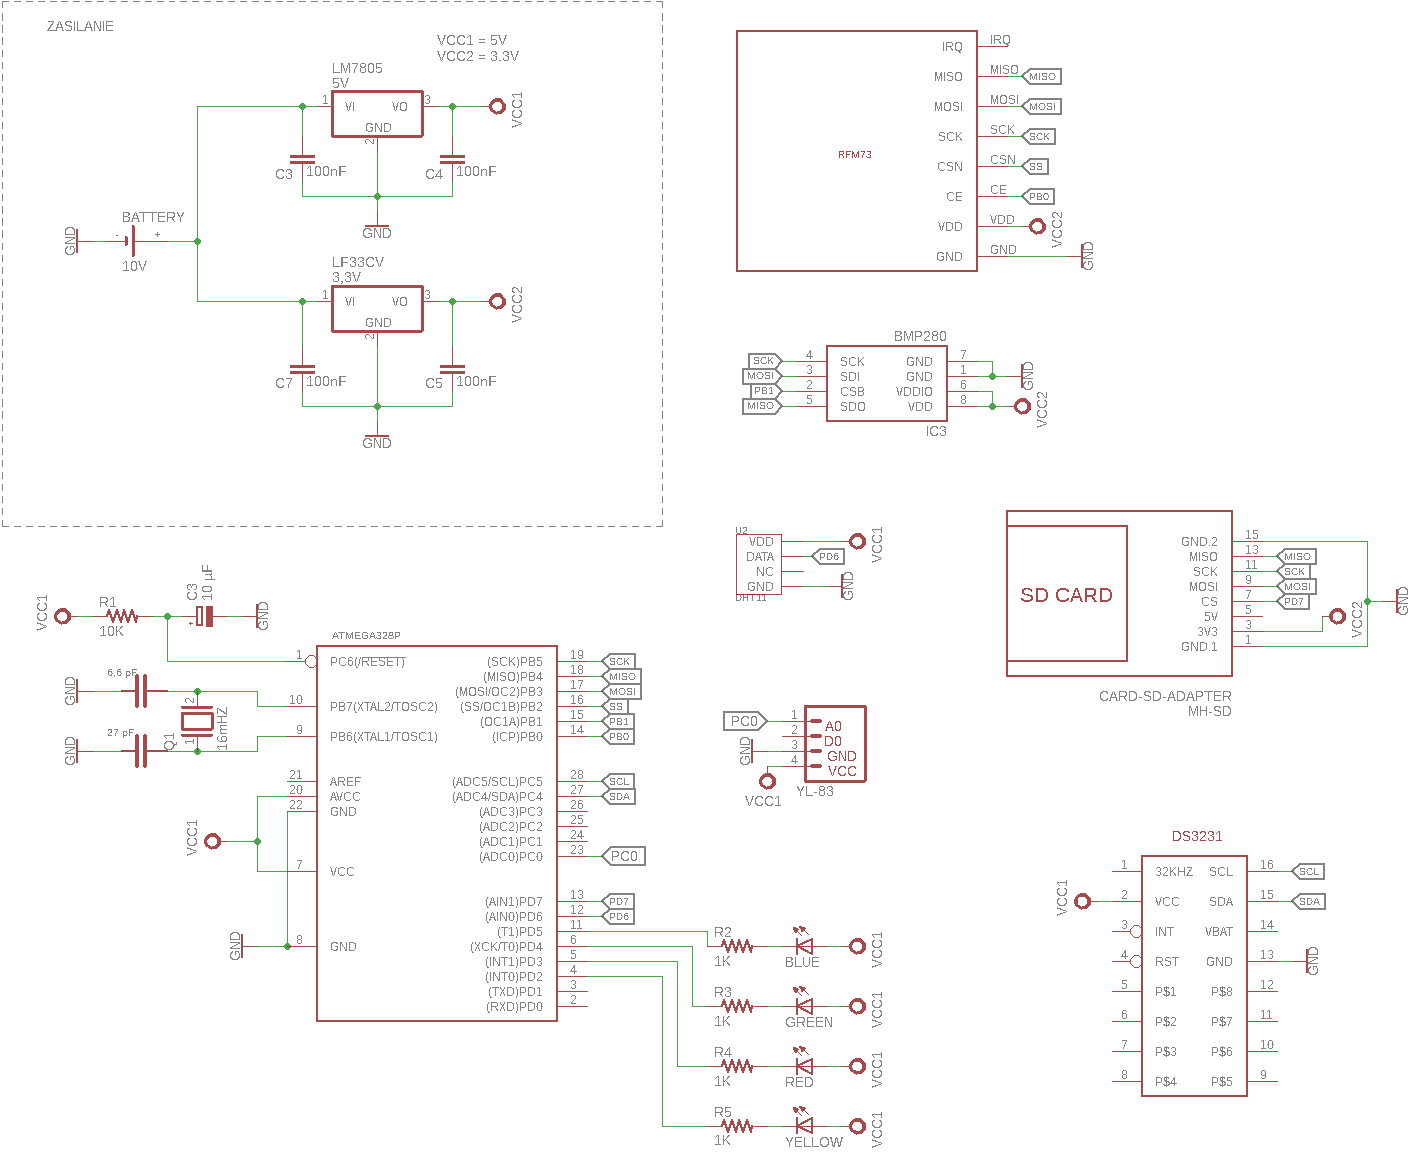 ZASILANIE
VCC1 = 5V
VCC2 = 3.3V
LM7805
5V
1 VI VO 3
GND
2
VCC1
C3 100nF
C4 100nF
GND
BATTERY
GND - +
10V
LF33CV
3,3V
1 VI VO 3
GND
2
VCC2
C7 100nF
C5 100nF
GND
RFM73
IRQ IRQ
MISO MISO MISO
MOSI MOSI MOSI
SCK SCK SCK
CSN CSN SS
CE CE PB0
VDD VDD VCC2
GND GND GND
BMP280
SCK 4 SCK GND 7
MOSI 3 SDI GND 1 GND
PB1 2 CSB VDDIO 6
MISO 5 SDO VDD 8 VCC2
IC3
U2
VDD VCC1
DATA PD6
NC
GND GND
DHT11
SD CARD
GND.2 15
MISO 13 MISO
SCK 11 SCK
MOSI 9 MOSI
CS 7 PD7
5V 5
3V3 3 VCC2
GND.1 1
GND
CARD-SD-ADAPTER
MH-SD
VCC1 R1
10K
C3
10 µF
GND
ATMEGA328P
1 PC6(/RESET)
10 PB7(XTAL2/TOSC2)
9 PB6(XTAL1/TOSC1)
21 AREF
20 AVCC
22 GND
7 VCC
8 GND
GND 6,6 pF
GND 27 pF
2
1
Q1
16mHZ
VCC1
GND
(SCK)PB5 19 SCK
(MISO)PB4 18 MISO
(MOSI/OC2)PB3 17 MOSI
(SS/OC1B)PB2 16 SS
(OC1A)PB1 15 PB1
(ICP)PB0 14 PB0
(ADC5/SCL)PC5 28 SCL
(ADC4/SDA)PC4 27 SDA
(ADC3)PC3 26
(ADC2)PC2 25
(ADC1)PC1 24
(ADC0)PC0 23 PC0
(AIN1)PD7 13 PD7
(AIN0)PD6 12 PD6
(T1)PD5 11
(XCK/T0)PD4 6
(INT1)PD3 5
(INT0)PD2 4
(TXD)PD1 3
(RXD)PD0 2
R2
1K
BLUE
VCC1
R3
1K
GREEN
VCC1
R4
1K
RED
VCC1
R5
1K
YELLOW
VCC1
PC0 1 A0
2 D0
GND 3 GND
4 VCC
VCC1 YL-83
DS3231
1 32KHZ SCL 16 SCL
VCC1 2 VCC SDA 15 SDA
3 INT VBAT 14
4 RST GND 13 GND
5 P$1 P$8 12
6 P$2 P$7 11
7 P$3 P$6 10
8 P$4 P$5 9